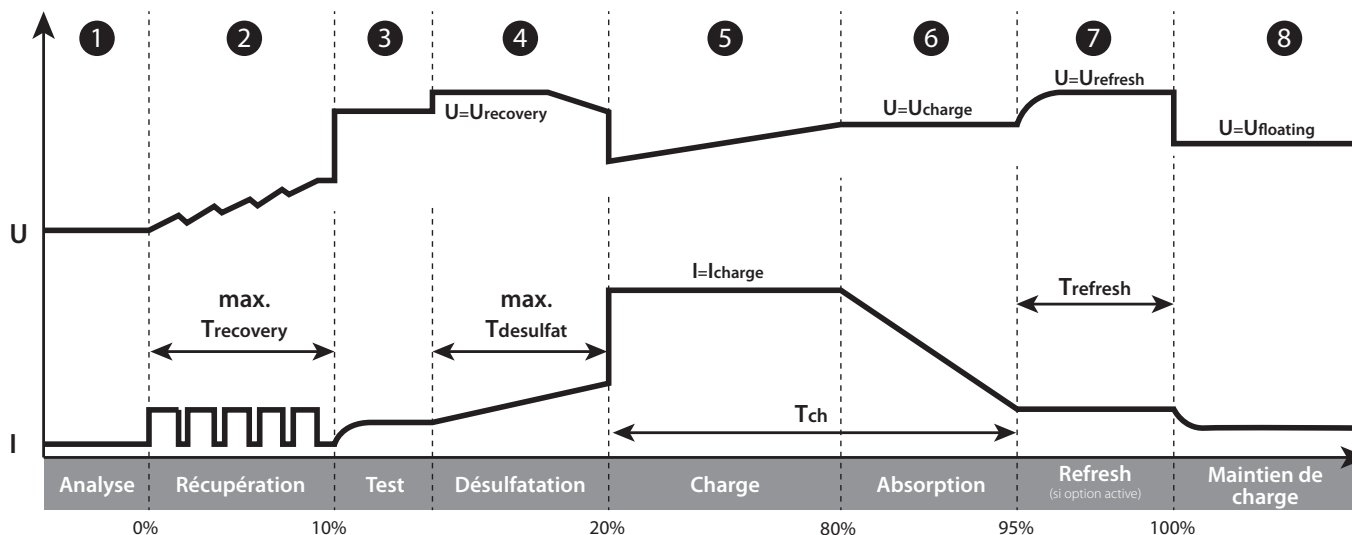 1
2
3
4
5
6
7
8
U=Urefresh
U=Urecovery
U=Ucharge
U=Ufloating
U
I=Icharge
max.
Trecovery
max.
Tdesulfat
Trefresh
Tch
I
Analyse
Récupération
Test
Désulfatation
Charge
Absorption
Refresh
(si option active)
Maintien de
charge
0%
10%
20%
80%
95%
100%